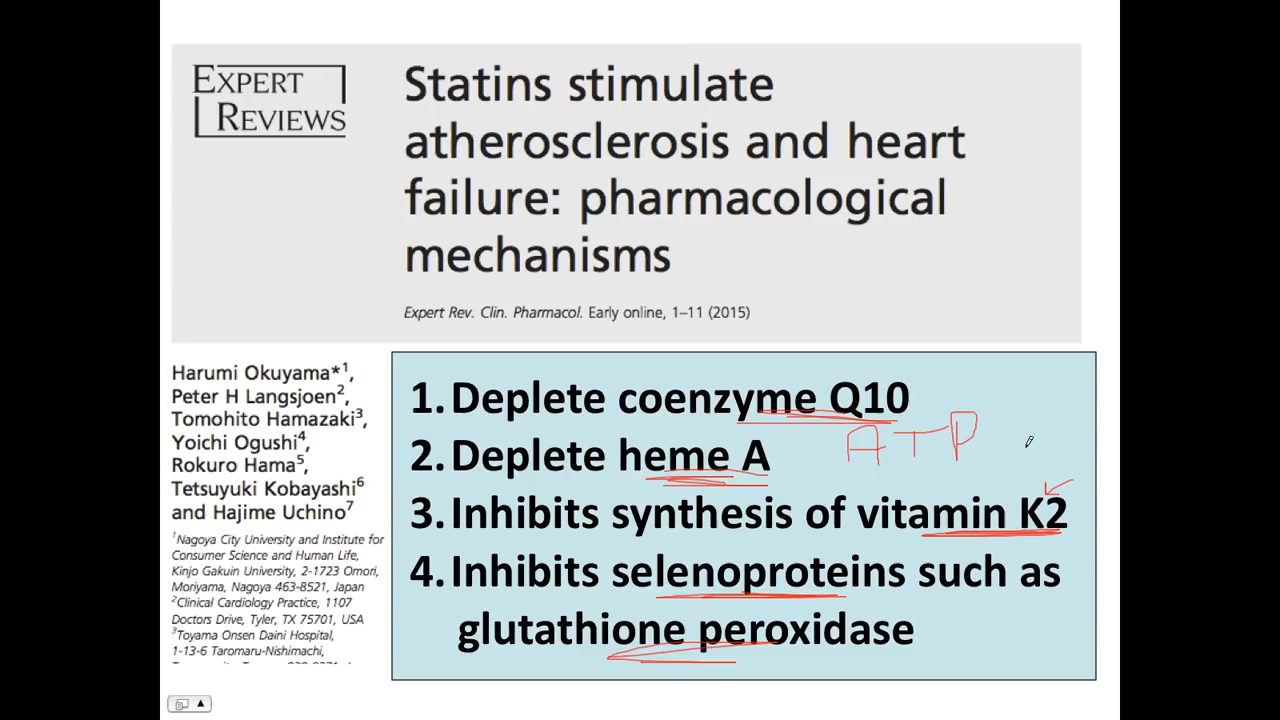 EXPERT
REVIEWS
Statins stimulate
atherosclerosis and heart
failure: pharmacological
mechanisms
Expert Rev. Clin. Pharmacol. Early online, 1–11 (2015)
Harumi Okuyama*1,
Peter H Langsjoen2,
Tomohito Hamazaki3,
Yoichi Ogushi4,
Rokuro Hama5,
Tetsuyuki Kobayashi6
and Hajime Uchino7
1Nagoya City University and Institute for
Consumer Science and Human Life,
Kinjo Gakuin University, 2-1723 Omori,
Moriyama, Nagoya 463-8521, Japan
2Clinical Cardiology Practice, 1107
Doctors Drive, Tyler, TX 75701, USA
3Toyama Onsen Daini Hospital,
1-13-6 Taromaru-Nishimachi,
1. Deplete coenzyme Q10
ATP
2. Deplete heme A
3. Inhibits synthesis of vitamin K2
4. Inhibits selenoproteins such as
glutathione peroxidase